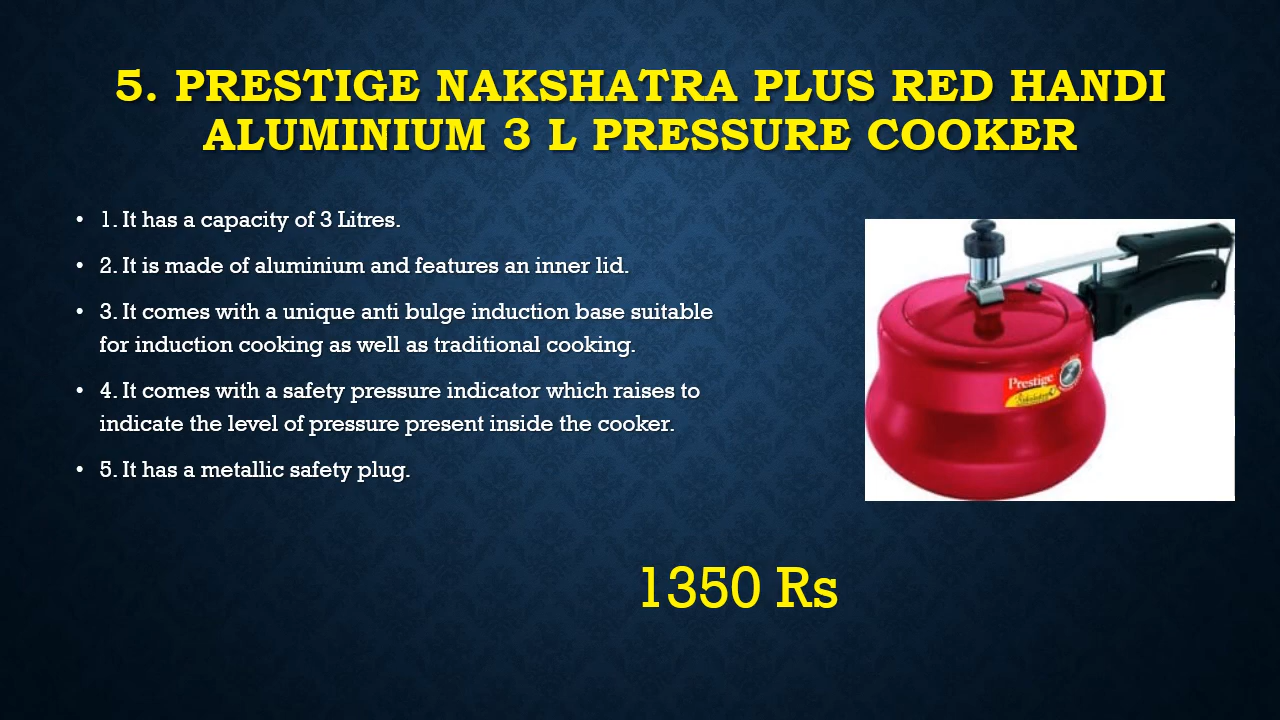 5. PRESTIGE NAKSHATRA PLUS RED HANDI
ALUMINIUM 3 L PRESSURE COOKER
• 1. It has a capacity of 3 Litres.
• 2. It is made of aluminium and features an inner lid.
• 3. It comes with a unique anti bulge induction base suitable
for induction cooking as well as traditional cooking.
• 4. It comes with a safety pressure indicator which raises to
indicate the level of pressure present inside the cooker.
• 5. It has a metallic safety plug.
Prestige
1350 Rs